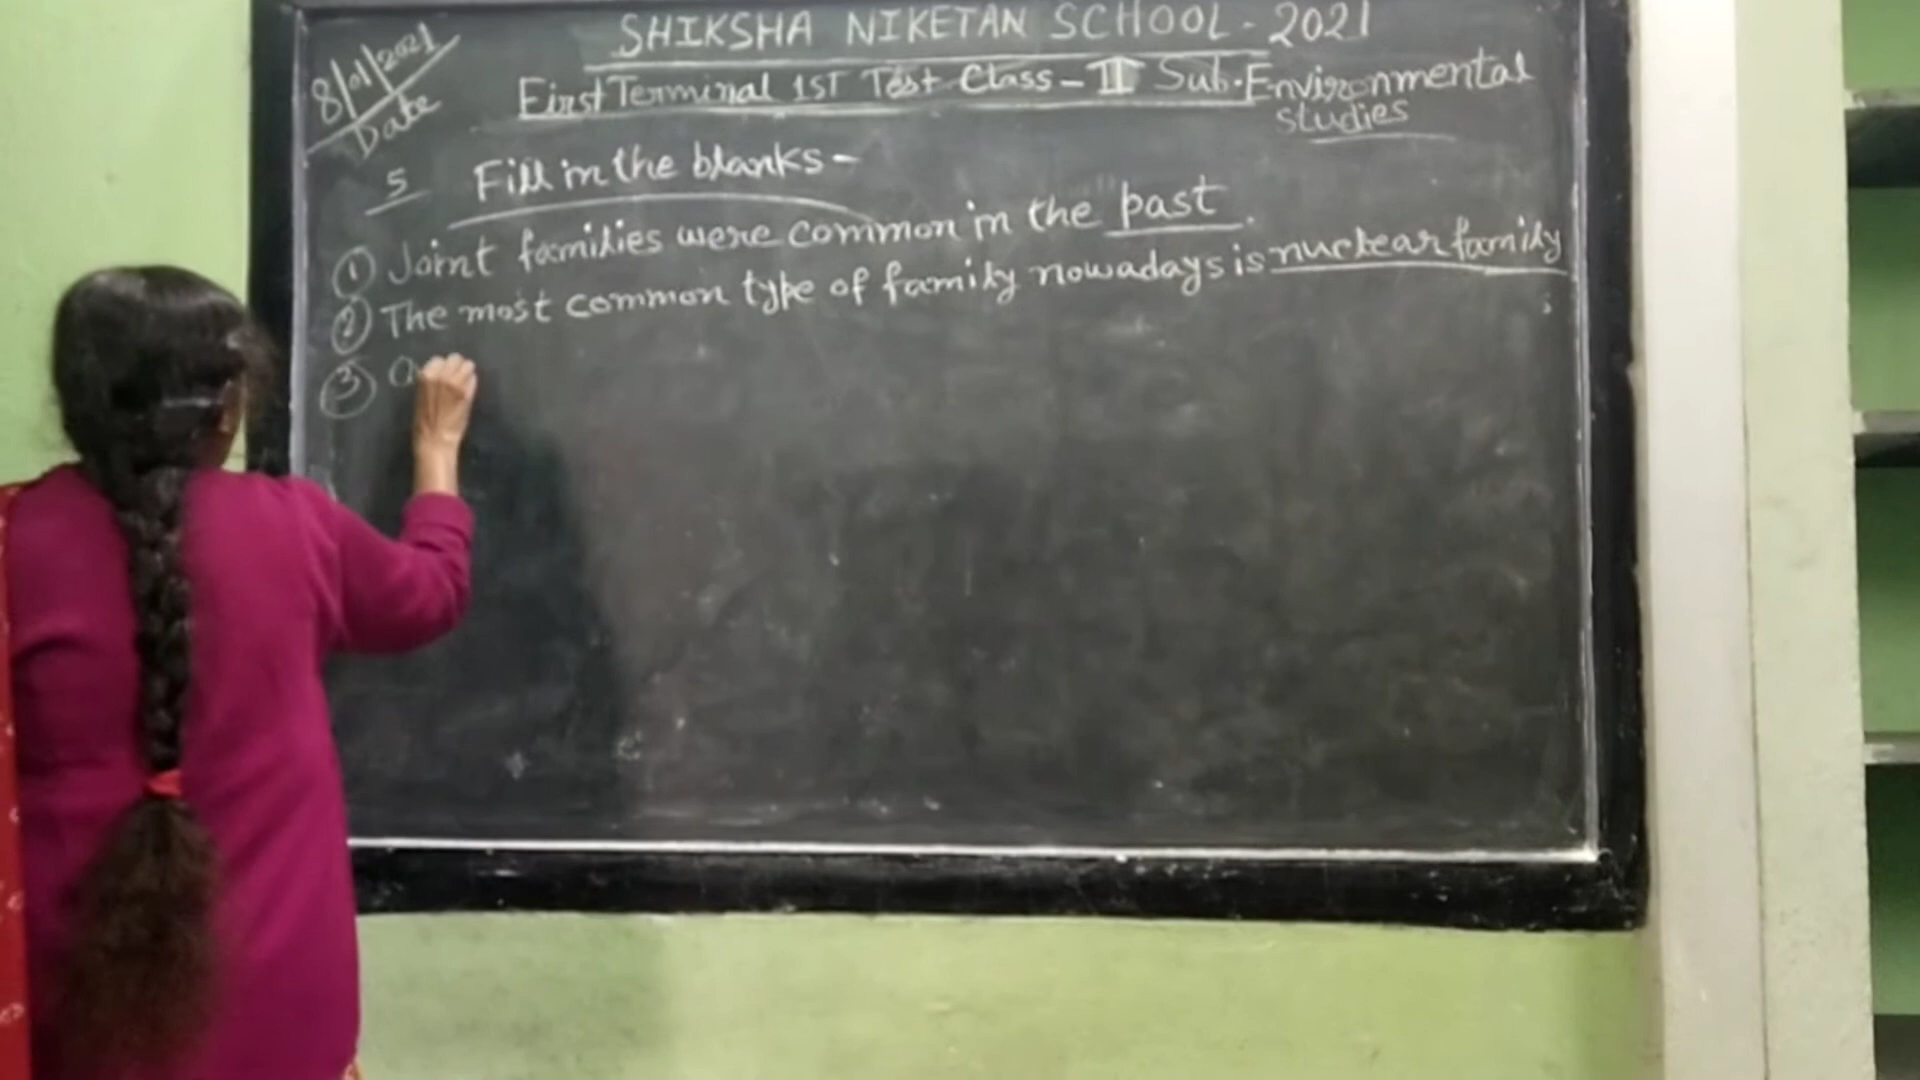 8/01/2021
Date
SHIKSHA NIKETAN SCHOOL - 2021
First Terminal 1ST Test Class - II Sub. Environmental
studies
5 Fill in the blanks -
① Joint families were common in the past.
② The most common type of family nowadays is nuclear family
③